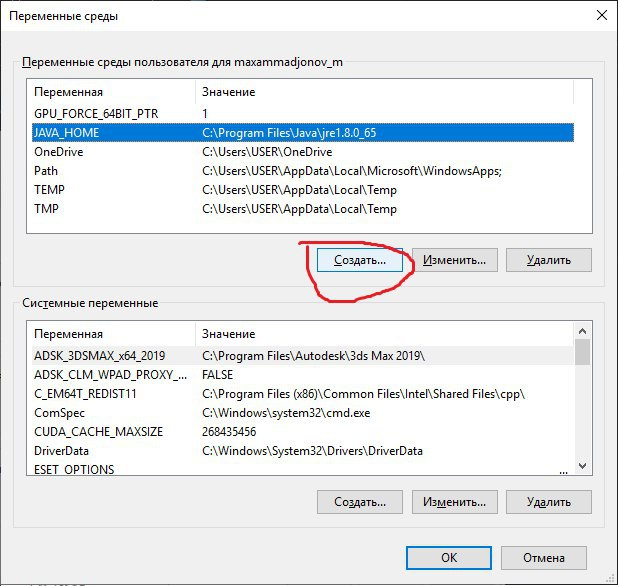 Переменные среды
Переменные среды пользователя для maxammadjonov_m
Переменная Значение
GPU_FORCE_64BIT_PTR 1
JAVA_HOME C:\Program Files\Java\jre1.8.0_65
OneDrive C:\Users\USER\OneDrive
Path C:\Users\USER\AppData\Local\Microsoft\WindowsApps;
TEMP C:\Users\USER\AppData\Local\Temp
TMP C:\Users\USER\AppData\Local\Temp
Создать... Изменить... Удалить
Системные переменные
Переменная Значение
ADSK_3DSMAX_x64_2019 C:\Program Files\Autodesk\3ds Max 2019\
ADSK_CLM_WPAD_PROXY_... FALSE
C_EM64T_REDIST11 C:\Program Files (x86)\Common Files\Intel\Shared Files\cpp\
ComSpec C:\Windows\system32\cmd.exe
CUDA_CACHE_MAXSIZE 268435456
DriverData C:\Windows\System32\Drivers\DriverData
ESET_OPTIONS ...
Создать... Изменить... Удалить
ОК Отмена